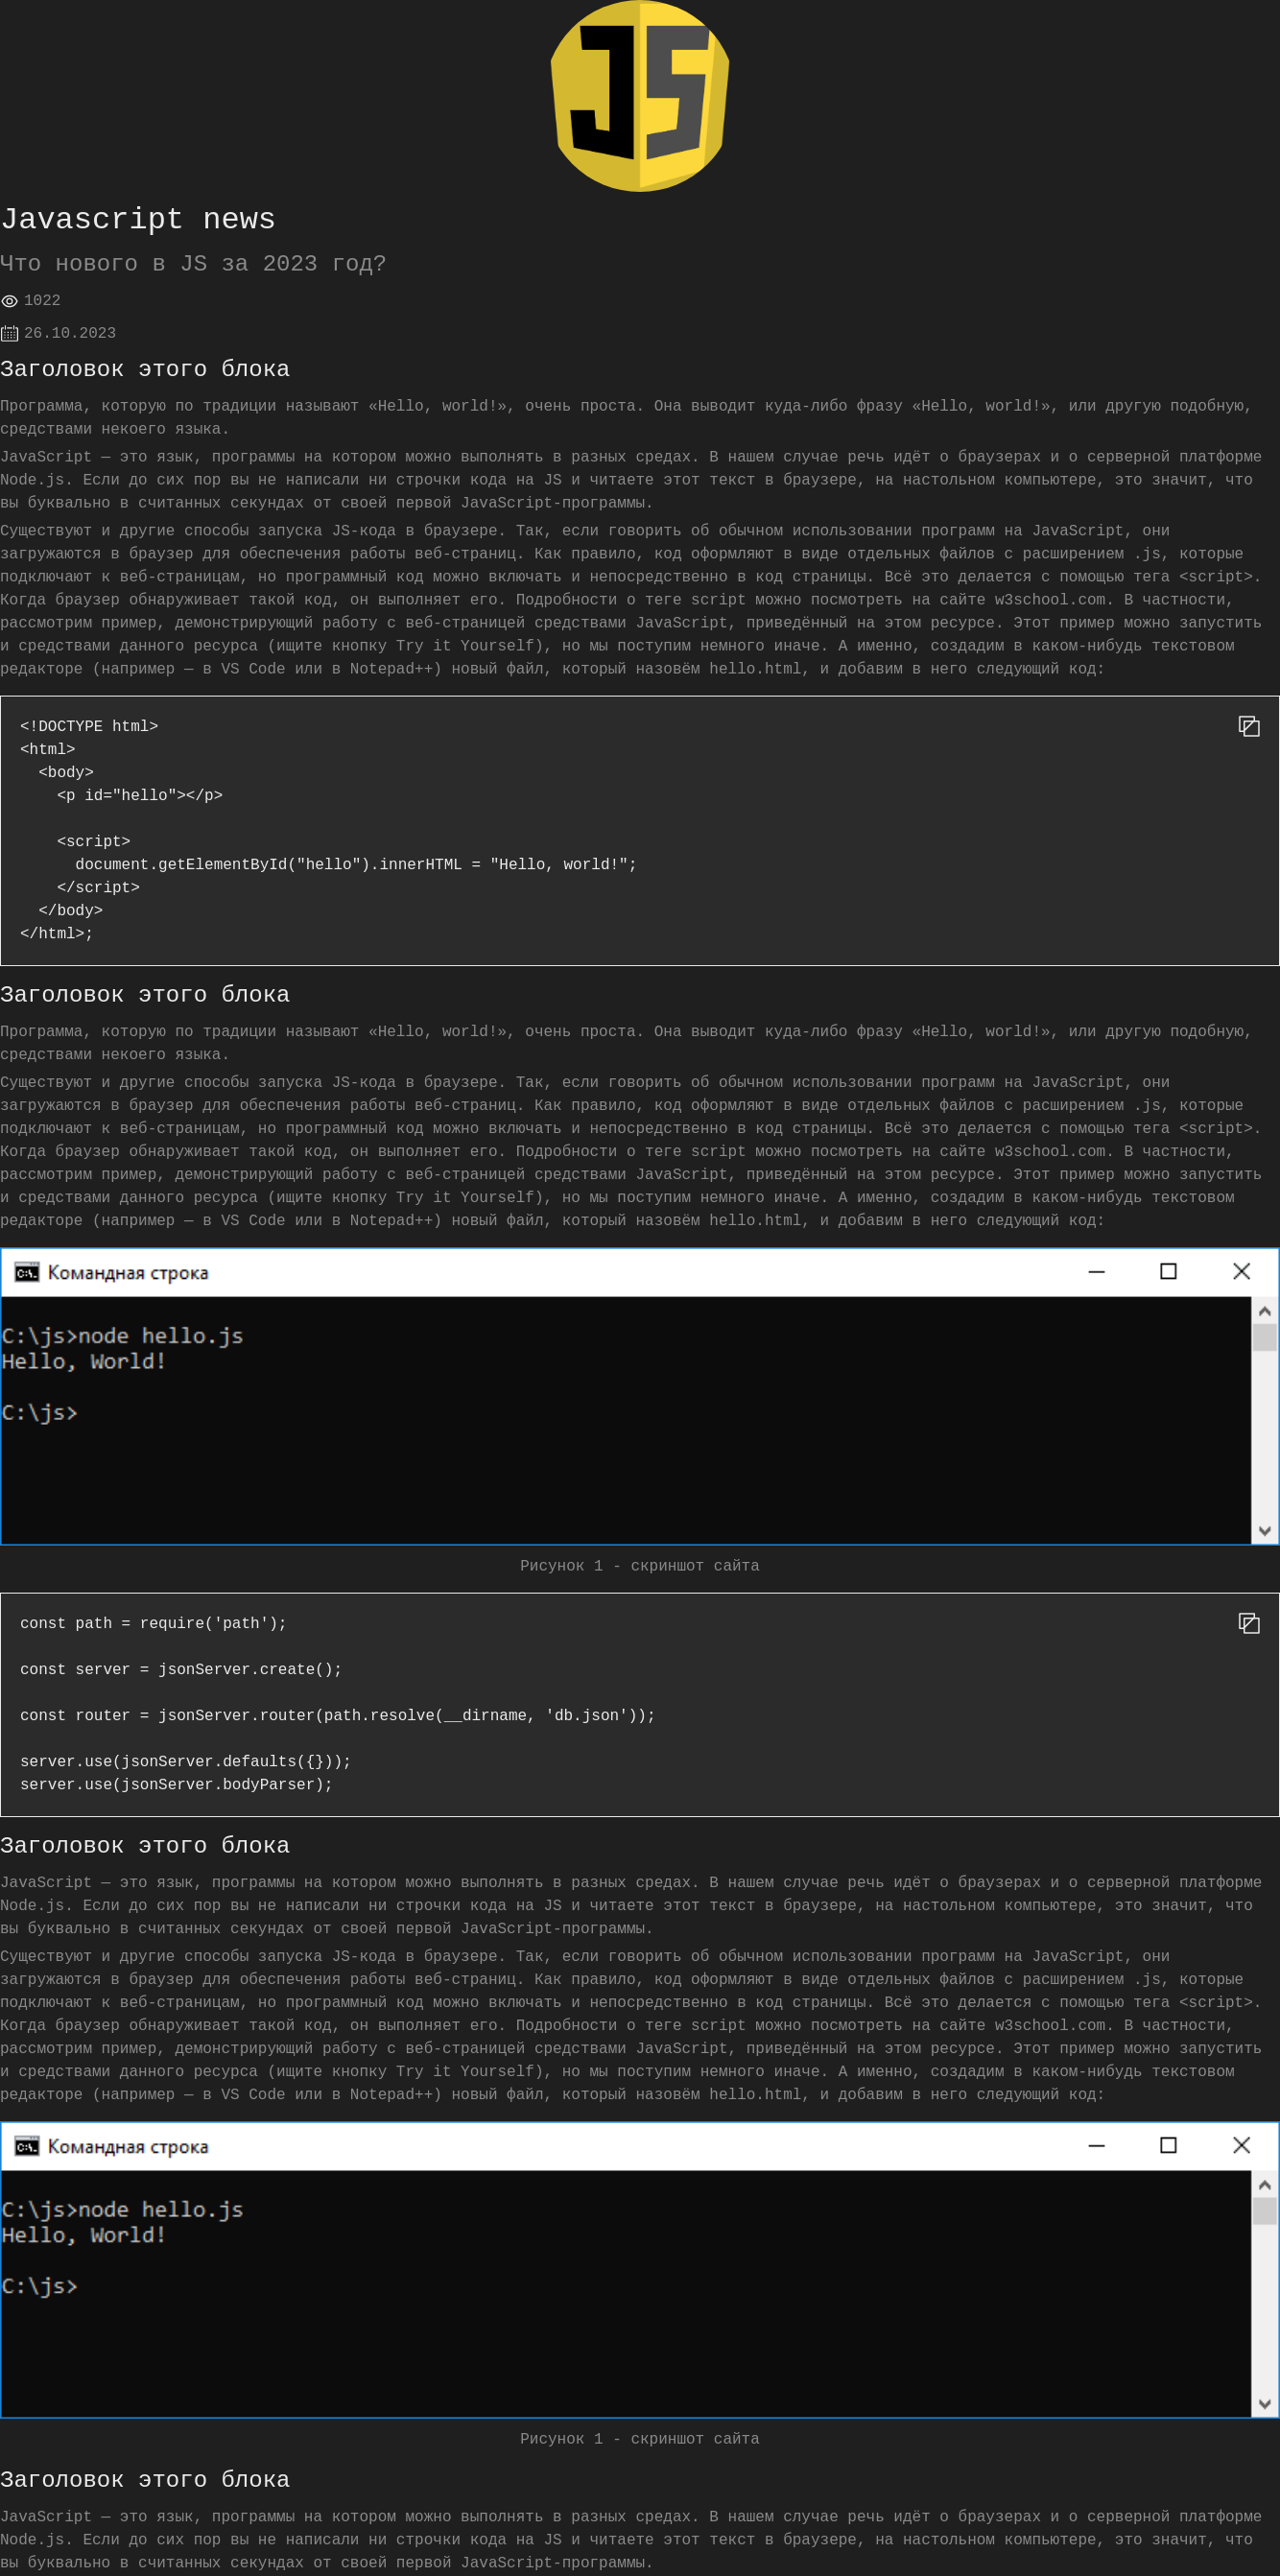 JS
Javascript news
Что нового в JS за 2023 год?
1022
26.10.2023
Заголовок этого блока
Программа, которую по традиции называют «Hello, world!», очень проста. Она выводит куда-либо фразу «Hello, world!», или другую подобную,
средствами некоего языка.
JavaScript — это язык, программы на котором можно выполнять в разных средах. В нашем случае речь идёт о браузерах и о серверной платформе
Node.js. Если до сих пор вы не написали ни строчки кода на JS и читаете этот текст в браузере, на настольном компьютере, это значит, что
вы буквально в считанных секундах от своей первой JavaScript-программы.
Существуют и другие способы запуска JS-кода в браузере. Так, если говорить об обычном использовании программ на JavaScript, они
загружаются в браузер для обеспечения работы веб-страниц. Как правило, код оформляют в виде отдельных файлов с расширением .js, которые
подключают к веб-страницам, но программный код можно включать и непосредственно в код страницы. Всё это делается с помощью тега <script>.
Когда браузер обнаруживает такой код, он выполняет его. Подробности о теге script можно посмотреть на сайте w3school.com. В частности,
рассмотрим пример, демонстрирующий работу с веб-страницей средствами JavaScript, приведённый на этом ресурсе. Этот пример можно запустить
и средствами данного ресурса (ищите кнопку Try it Yourself), но мы поступим немного иначе. А именно, создадим в каком-нибудь текстовом
редакторе (например — в VS Code или в Notepad++) новый файл, который назовём hello.html, и добавим в него следующий код:
<!DOCTYPE html>
<html>
  <body>
    <p id="hello"></p>

    <script>
      document.getElementById("hello").innerHTML = "Hello, world!";
    </script>
  </body>
</html>;
Заголовок этого блока
Программа, которую по традиции называют «Hello, world!», очень проста. Она выводит куда-либо фразу «Hello, world!», или другую подобную,
средствами некоего языка.
Существуют и другие способы запуска JS-кода в браузере. Так, если говорить об обычном использовании программ на JavaScript, они
загружаются в браузер для обеспечения работы веб-страниц. Как правило, код оформляют в виде отдельных файлов с расширением .js, которые
подключают к веб-страницам, но программный код можно включать и непосредственно в код страницы. Всё это делается с помощью тега <script>.
Когда браузер обнаруживает такой код, он выполняет его. Подробности о теге script можно посмотреть на сайте w3school.com. В частности,
рассмотрим пример, демонстрирующий работу с веб-страницей средствами JavaScript, приведённый на этом ресурсе. Этот пример можно запустить
и средствами данного ресурса (ищите кнопку Try it Yourself), но мы поступим немного иначе. А именно, создадим в каком-нибудь текстовом
редакторе (например — в VS Code или в Notepad++) новый файл, который назовём hello.html, и добавим в него следующий код:
Командная строка
C:\js>node hello.js
Hello, World!
C:\js>
Рисунок 1 - скриншот сайта
const path = require('path');

const server = jsonServer.create();

const router = jsonServer.router(path.resolve(__dirname, 'db.json'));

server.use(jsonServer.defaults({}));
server.use(jsonServer.bodyParser);
Заголовок этого блока
JavaScript — это язык, программы на котором можно выполнять в разных средах. В нашем случае речь идёт о браузерах и о серверной платформе
Node.js. Если до сих пор вы не написали ни строчки кода на JS и читаете этот текст в браузере, на настольном компьютере, это значит, что
вы буквально в считанных секундах от своей первой JavaScript-программы.
Существуют и другие способы запуска JS-кода в браузере. Так, если говорить об обычном использовании программ на JavaScript, они
загружаются в браузер для обеспечения работы веб-страниц. Как правило, код оформляют в виде отдельных файлов с расширением .js, которые
подключают к веб-страницам, но программный код можно включать и непосредственно в код страницы. Всё это делается с помощью тега <script>.
Когда браузер обнаруживает такой код, он выполняет его. Подробности о теге script можно посмотреть на сайте w3school.com. В частности,
рассмотрим пример, демонстрирующий работу с веб-страницей средствами JavaScript, приведённый на этом ресурсе. Этот пример можно запустить
и средствами данного ресурса (ищите кнопку Try it Yourself), но мы поступим немного иначе. А именно, создадим в каком-нибудь текстовом
редакторе (например — в VS Code или в Notepad++) новый файл, который назовём hello.html, и добавим в него следующий код:
Командная строка
C:\js>node hello.js
Hello, World!
C:\js>
Рисунок 1 - скриншот сайта
Заголовок этого блока
JavaScript — это язык, программы на котором можно выполнять в разных средах. В нашем случае речь идёт о браузерах и о серверной платформе
Node.js. Если до сих пор вы не написали ни строчки кода на JS и читаете этот текст в браузере, на настольном компьютере, это значит, что
вы буквально в считанных секундах от своей первой JavaScript-программы.